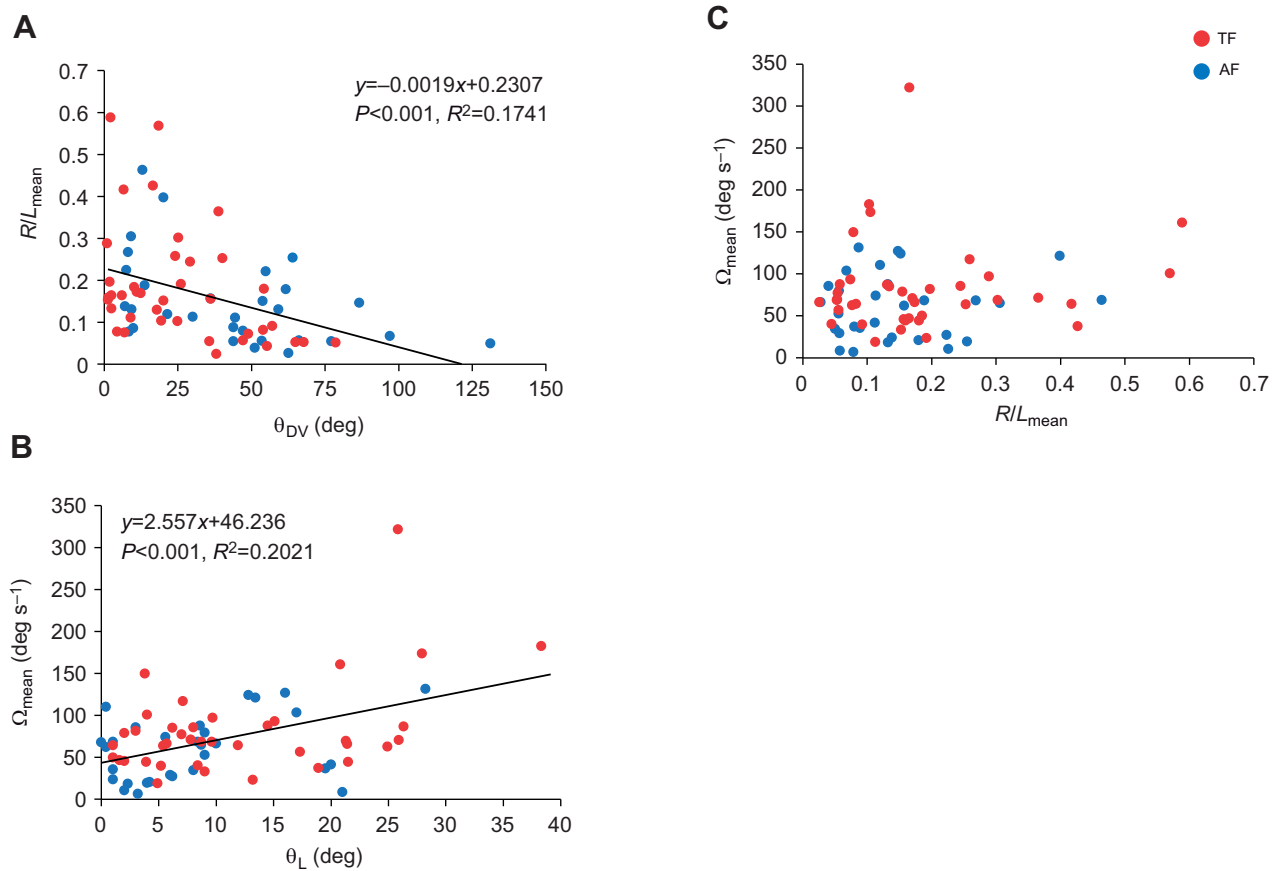 A
y=–0.0019x+0.2307
P<0.001, R²=0.1741
R/Lmean
0.7
0.6
0.5
0.4
0.3
0.2
0.1
0
0 25 50 75 100 125 150
θDV (deg)
B
y=2.557x+46.236
P<0.001, R²=0.2021
Ωmean (deg s⁻¹)
350
300
250
200
150
100
50
0
0 5 10 15 20 25 30 35 40
θL (deg)
C
TF
AF
Ωmean (deg s⁻¹)
350
300
250
200
150
100
50
0
0 0.1 0.2 0.3 0.4 0.5 0.6 0.7
R/Lmean